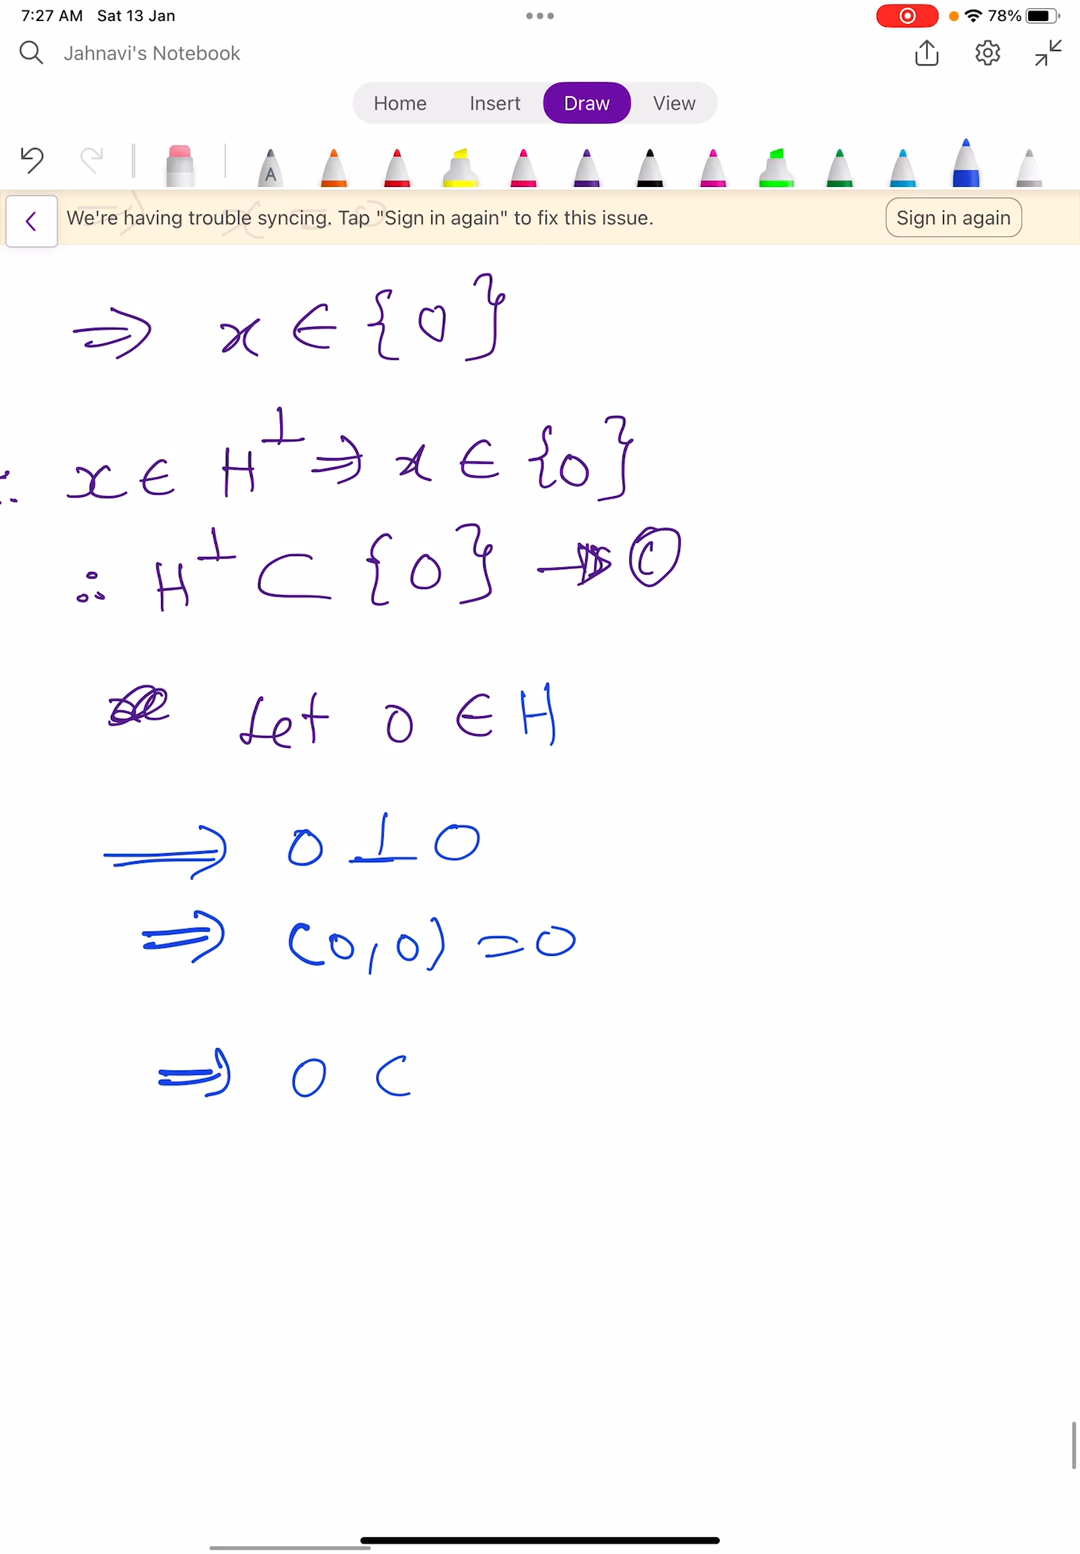 7:27 AM Sat 13 Jan
78%
Jahnavi's Notebook
Home Insert Draw View
A
We're having trouble syncing. Tap "Sign in again" to fix this issue. Sign in again
⇒ x = 0
⇒ x ∈ {0}
∴ x ∈ H^⊥ ⇒ x ∈ {0}
∴ H^⊥ ⊂ {0} →
Let 0 ∈ H
⇒ 0 ⊥ 0
⇒ (0,0) = 0
⇒ 0 ⊂